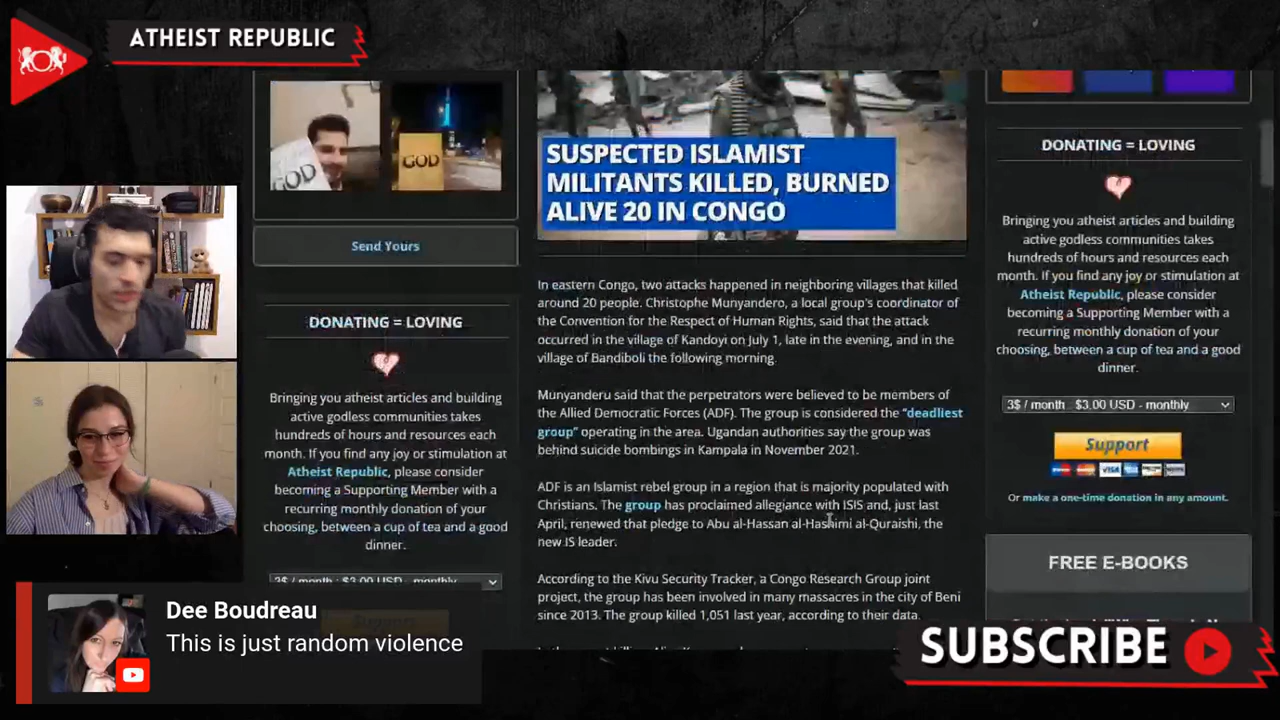 ATHEIST REPUBLIC
GOD
GOD
Send Yours
DONATING = LOVING
Bringing you atheist articles and building
active godless communities takes
hundreds of hours and resources each
month. If you find any joy or stimulation at
Atheist Republic, please consider
becoming a Supporting Member with a
recurring monthly donation of your
choosing, between a cup of tea and a good
dinner.
3$ / month : $3.00 USD - monthly
SUSPECTED ISLAMIST
MILITANTS KILLED, BURNED
ALIVE 20 IN CONGO
In eastern Congo, two attacks happened in neighboring villages that killed
around 20 people. Christophe Munyandero, a local group's coordinator of
the Convention for the Respect of Human Rights, said that the attack
occurred in the village of Kandoyi on July 1, late in the evening, and in the
village of Bandiboli the following morning.
Munyanderu said that the perpetrators were believed to be members of
the Allied Democratic Forces (ADF). The group is considered the "deadliest
group" operating in the area. Ugandan authorities say the group was
behind suicide bombings in Kampala in November 2021.
ADF is an Islamist rebel group in a region that is majority populated with
Christians. The group has proclaimed allegiance with ISIS and, just last
April, renewed that pledge to Abu al-Hassan al-Hashimi al-Quraishi, the
new IS leader.
According to the Kivu Security Tracker, a Congo Research Group joint
project, the group has been involved in many massacres in the city of Beni
since 2013. The group killed 1,051 last year, according to their data.
DONATING = LOVING
Bringing you atheist articles and building
active godless communities takes
hundreds of hours and resources each
month. If you find any joy or stimulation at
Atheist Republic, please consider
becoming a Supporting Member with a
recurring monthly donation of your
choosing, between a cup of tea and a good
dinner.
3$ / month : $3.00 USD - monthly
Support
VISA
Or make a one-time donation in any amount.
FREE E-BOOKS
Dee Boudreau
This is just random violence
SUBSCRIBE